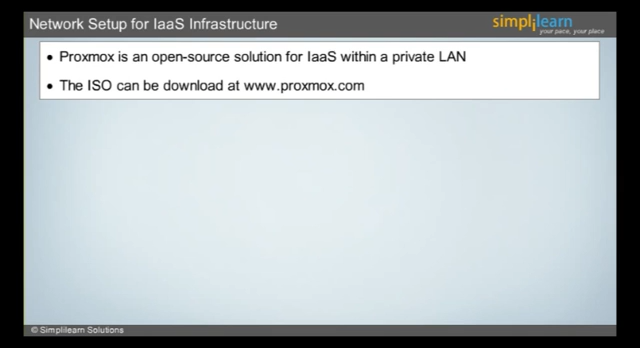 Network Setup for IaaS Infrastructure
simplilearn
your pace, your place
• Proxmox is an open-source solution for IaaS within a private LAN
• The ISO can be download at www.proxmox.com
© Simplilearn Solutions